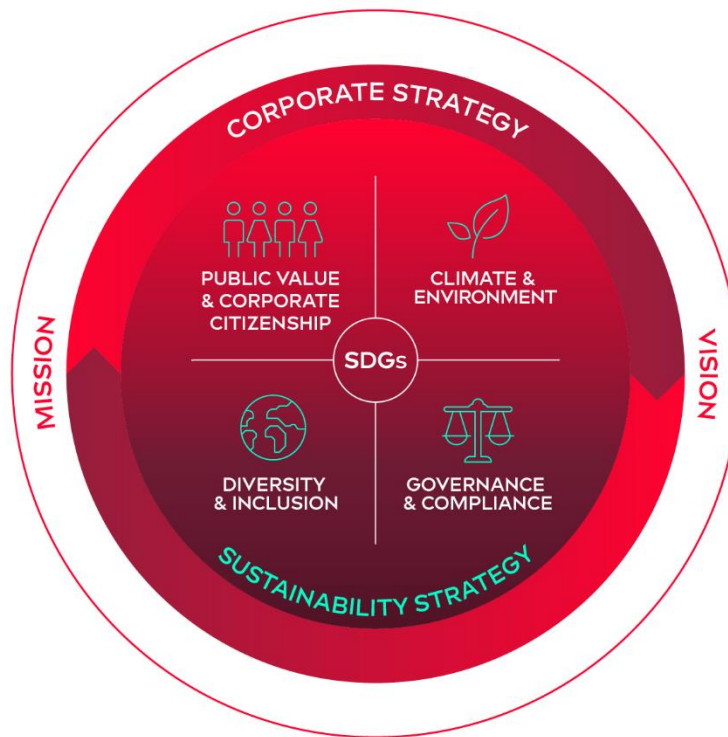 CORPORATE STRATEGY
PUBLIC VALUE
& CORPORATE
CITIZENSHIP
CLIMATE &
ENVIRONMENT
MISSION
SDGs
VISION
DIVERSITY
& INCLUSION
GOVERNANCE
& COMPLIANCE
SUSTAINABILITY STRATEGY